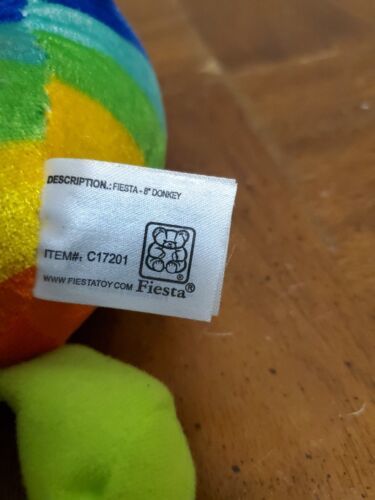 DESCRIPTION.: FIESTA - 8" DONKEY
ITEM#: C17201
WWW.FIESTATOY.COM
®
Fiesta®